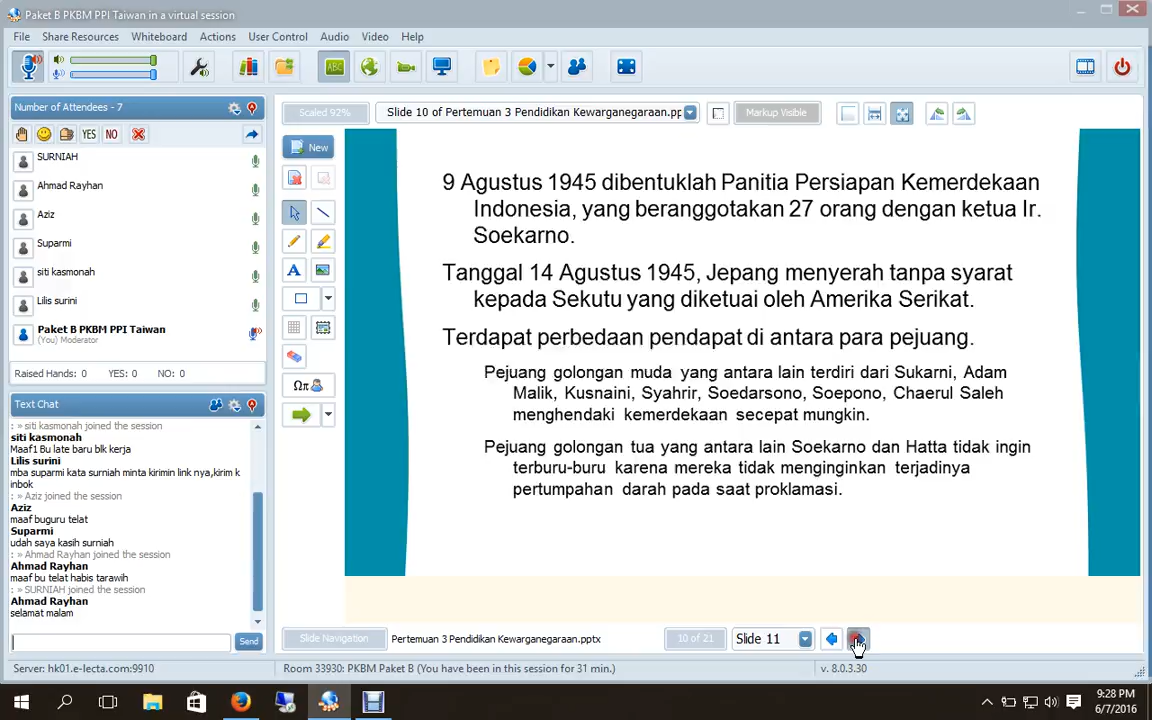 Paket B PKBM PPI Taiwan in a virtual session
File Share Resources Whiteboard Actions User Control Audio Video Help
Number of Attendees - 7
YES NO
SURNIAH
Ahmad Rayhan
Aziz
Suparmi
siti kasmonah
Lilis surini
Paket B PKBM PPI Taiwan
(You) Moderator
Raised Hands: 0 YES: 0 NO: 0
Text Chat
: » siti kasmonah joined the session
siti kasmonah
Maaf1 Bu late baru blk kerja
Lilis surini
mba suparmi kata surniah minta kirimin link nya,kirim k
inbok
: » Aziz joined the session
Aziz
maaf buguru telat
Suparmi
udah saya kasih surniah
: » Ahmad Rayhan joined the session
Ahmad Rayhan
maaf bu telat habis tarawih
: » SURNIAH joined the session
Ahmad Rayhan
selamat malam
Send
Scaled 92% Slide 10 of Pertemuan 3 Pendidikan Kewarganegaraan.pp Markup Visible
New
ABC
A
Ωπ
9 Agustus 1945 dibentuklah Panitia Persiapan Kemerdekaan
Indonesia, yang beranggotakan 27 orang dengan ketua Ir.
Soekarno.
Tanggal 14 Agustus 1945, Jepang menyerah tanpa syarat
kepada Sekutu yang diketuai oleh Amerika Serikat.
Terdapat perbedaan pendapat di antara para pejuang.
Pejuang golongan muda yang antara lain terdiri dari Sukarni, Adam
Malik, Kusnaini, Syahrir, Soedarsono, Soepono, Chaerul Saleh
menghendaki kemerdekaan secepat mungkin.
Pejuang golongan tua yang antara lain Soekarno dan Hatta tidak ingin
terburu-buru karena mereka tidak menginginkan terjadinya
pertumpahan darah pada saat proklamasi.
Slide Navigation Pertemuan 3 Pendidikan Kewarganegaraan.pptx 10 of 21 Slide 11
Server: hk01.e-lecta.com:9910 Room 33930: PKBM Paket B (You have been in this session for 31 min.) v. 8.0.3.30
9:28 PM
6/7/2016